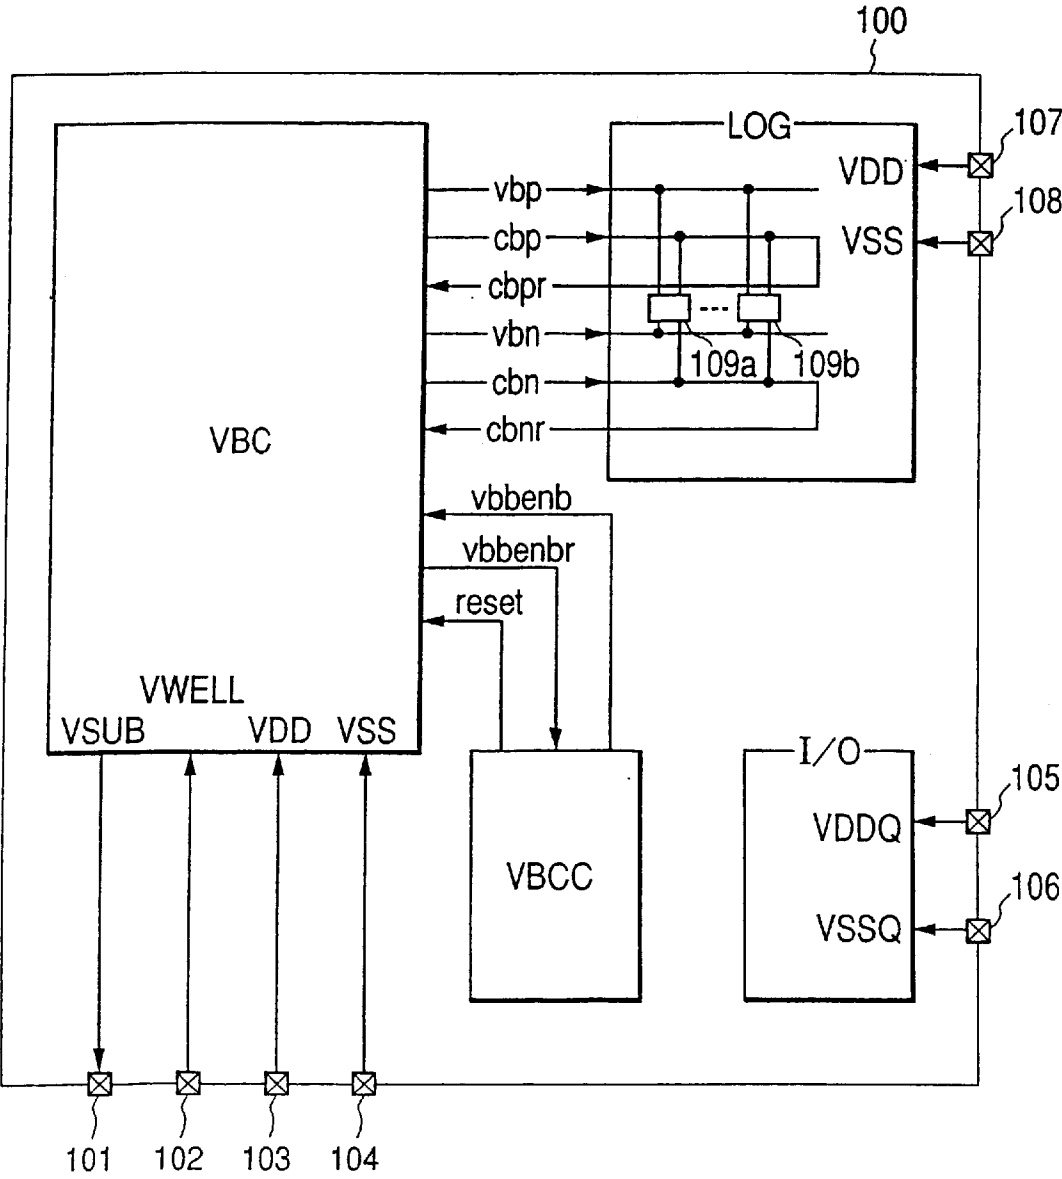 100
LOG
107
VDD
vbp
108
cbp
VSS
cbpr
vbn
109a
109b
cbn
cbnr
VBC
vbbenb
vbbenbr
reset
VWELL
VSUB
VDD
VSS
I/O
105
VDDQ
VBCC
106
VSSQ
101
102
103
104